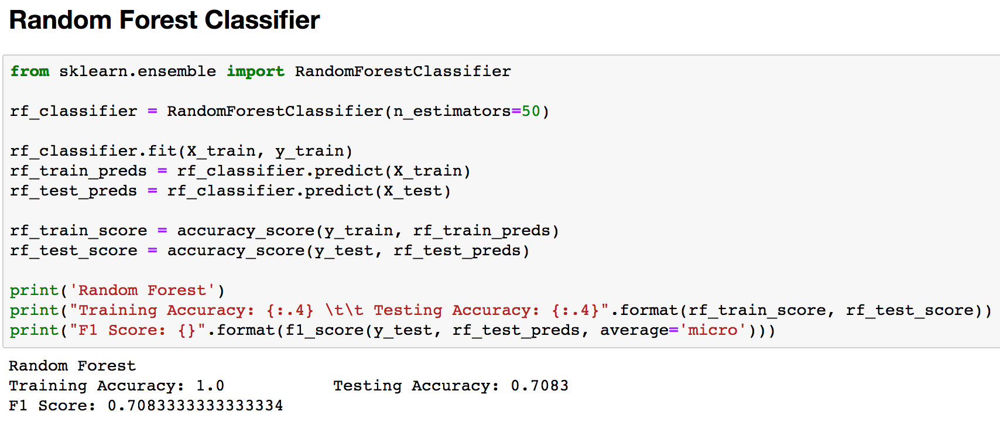 Random Forest Classifier
from sklearn.ensemble import RandomForestClassifier
rf_classifier = RandomForestClassifier(n_estimators=50)
rf_classifier.fit(X_train, y_train)
rf_train_preds = rf_classifier.predict(X_train)
rf_test_preds = rf_classifier.predict(X_test)
rf_train_score = accuracy_score(y_train, rf_train_preds)
rf_test_score = accuracy_score(y_test, rf_test_preds)
print('Random Forest')
print("Training Accuracy: {:.4} \t\t Testing Accuracy: {:.4}".format(rf_train_score, rf_test_score))
print("F1 Score: {}".format(f1_score(y_test, rf_test_preds, average='micro')))
Random Forest
Training Accuracy: 1.0 Testing Accuracy: 0.7083
F1 Score: 0.7083333333333334